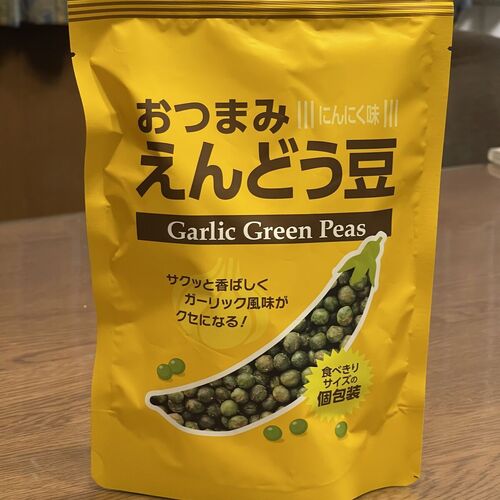 おつまみ
にんにく味
えんどう豆
Garlic Green Peas
サクッと香ばしく
ガーリック風味が
クセになる!
食べきり
サイズの
個包装